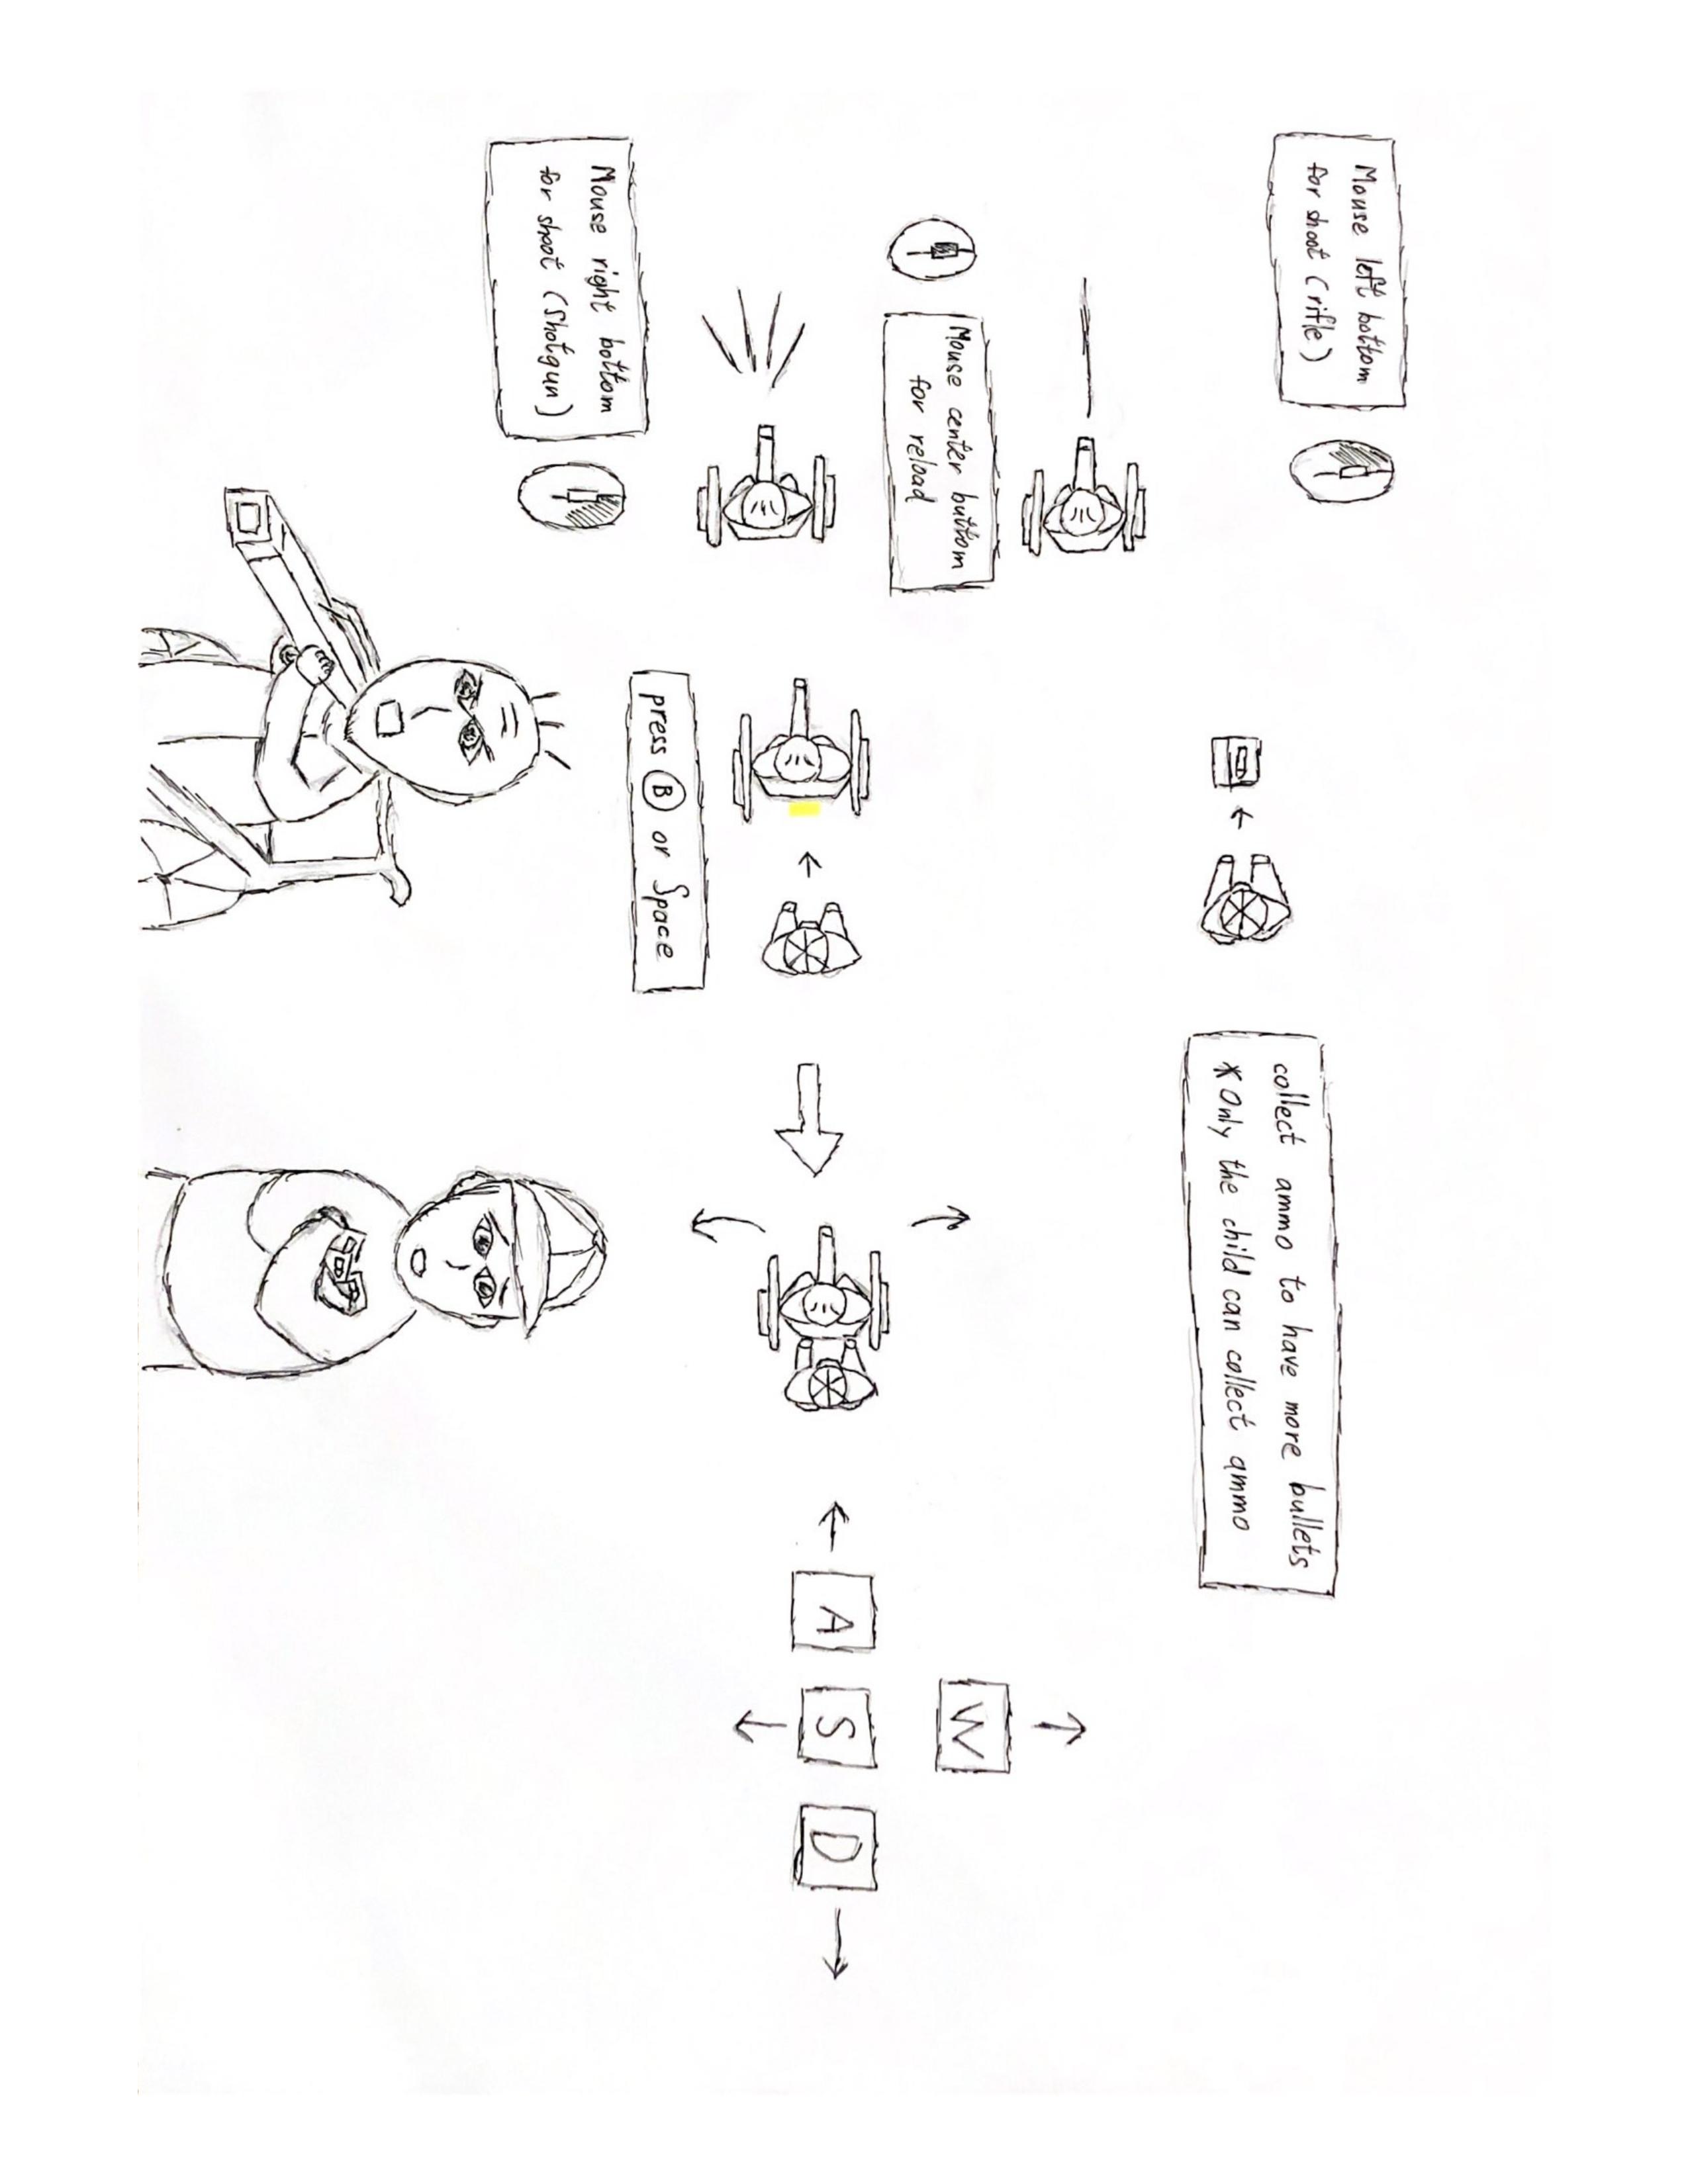 Mouse left bottom
for shoot (rifle)
collect ammo to have more bullets
*Only the child can collect ammo
Mouse center buttom
for reload
W
A S D
press B or Space
Mouse right bottom
for shoot (Shotgun)